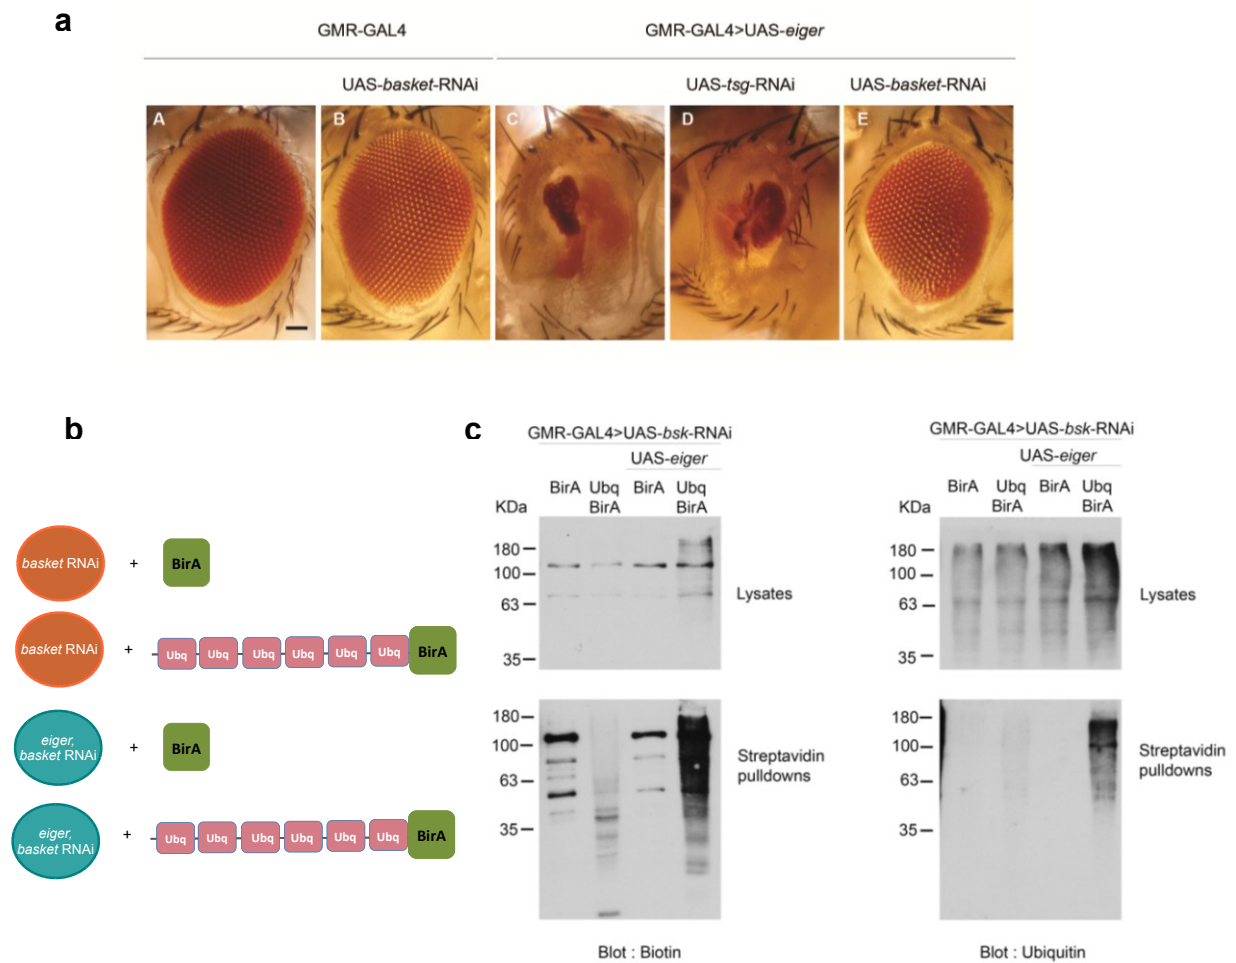 a
GMR-GAL4
GMR-GAL4>UAS-eiger
UAS-basket-RNAi
UAS-tsg-RNAi
UAS-basket-RNAi
A
B
C
D
E
b
basket RNAi
+
BirA
basket RNAi
+
Ubq Ubq Ubq Ubq Ubq Ubq BirA
eiger,
basket RNAi
+
BirA
eiger,
basket RNAi
+
Ubq Ubq Ubq Ubq Ubq Ubq BirA
c
GMR-GAL4>UAS-bsk-RNAi
UAS-eiger
BirA Ubq BirA Ubq
BirA BirA
KDa
180
100
63
35
Lysates
180
100
63
35
Streptavidin
pulldowns
Blot : Biotin
GMR-GAL4>UAS-bsk-RNAi
UAS-eiger
BirA Ubq BirA Ubq
BirA BirA
KDa
180
100
63
35
Lysates
180
100
63
35
Streptavidin
pulldowns
Blot : Ubiquitin